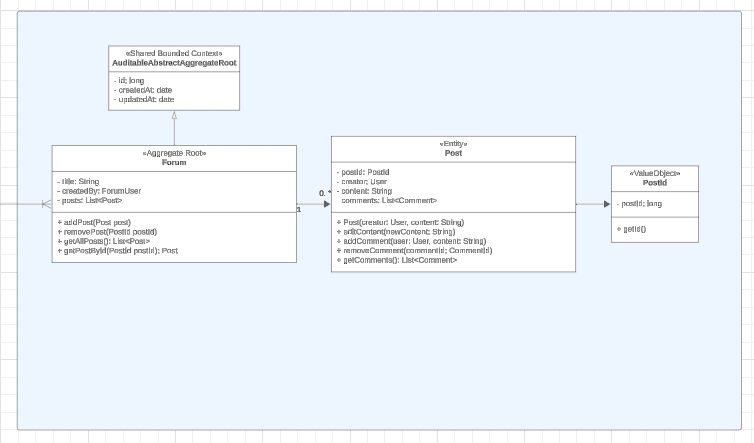 «Shared Bounded Context»
AuditableAbstractAggregateRoot
- id: long
- createdAt: date
- updatedAt: date
«Aggregate Root»
Forum
- title: String
- createdBy: ForumUser
- posts: List<Post>
+ addPost(Post post)
+ removePost(PostId postId)
+ getAllPosts(): List<Post>
+ getPostById(PostId postId): Post
1
0. *
«Entity»
Post
- postId: PostId
- creator: User
- content: String
comments: List<Comment>
+ Post(creator: User, content: String)
+ editContent(newContent: String)
+ addComment(user: User, content: String)
+ removeComment(commentId: CommentId)
+ getComments(): List<Comment>
«ValueObject»
PostId
- postId: long
+ getId()